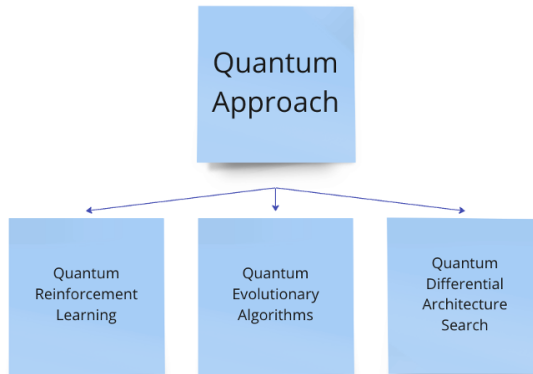 Quantum
Approach
Quantum
Reinforcement
Learning
Quantum
Evolutionary
Algorithms
Quantum
Differential
Architecture
Search